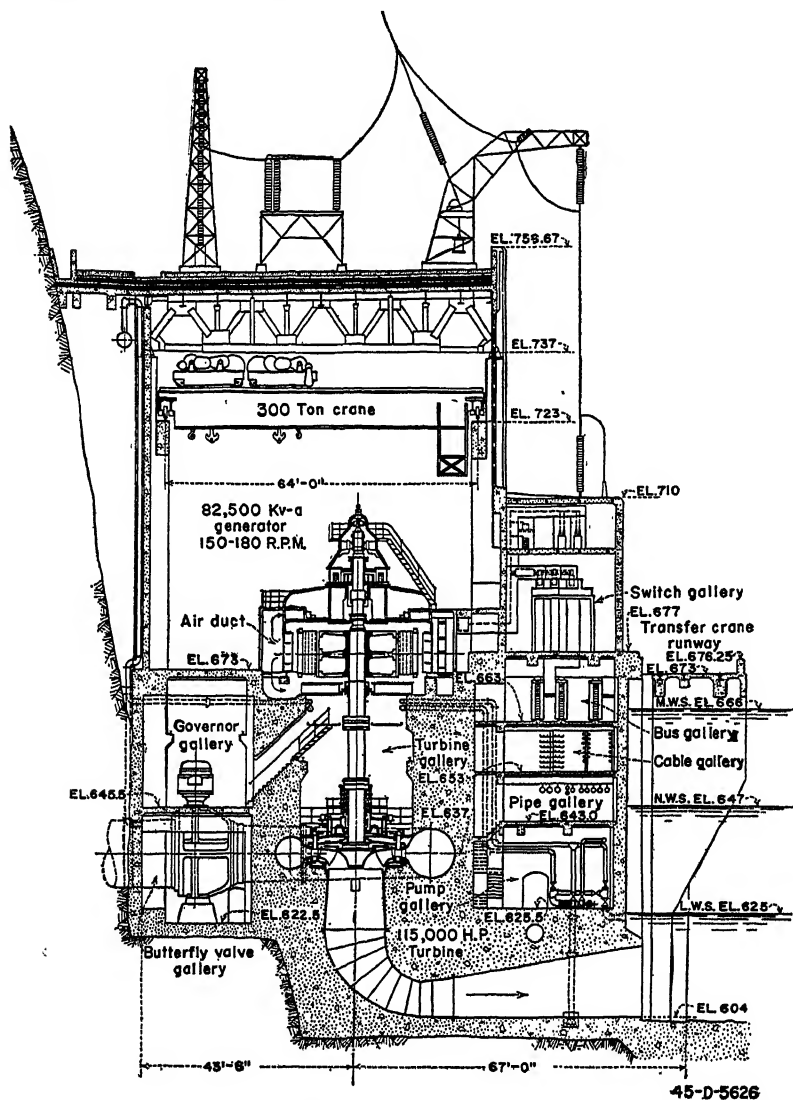 EL.759.67
EL.737
300 Ton crane
EL. 723
64'-0"
EL.710
82,500 Kv-a
generator
150-180 R.P.M.
Switch gallery
EL.677
Air duct
Transfer crane
runway
EL.676.25
EL.673
EL.673
EL.663
M.W.S. EL.666
Governor
gallery
Bus gallery
Turbine
gallery
Cable gallery
EL.653
EL.645.5
Pipe gallery
EL.637
N.W.S. EL.647
EL.643.0
Pump
gallery
EL.622.5
EL.625.5
L.W.S. EL.625
115,000 H.P.
Turbine
Butterfly valve
gallery
EL.604
43'-6"
67'-0"
45-D-5626